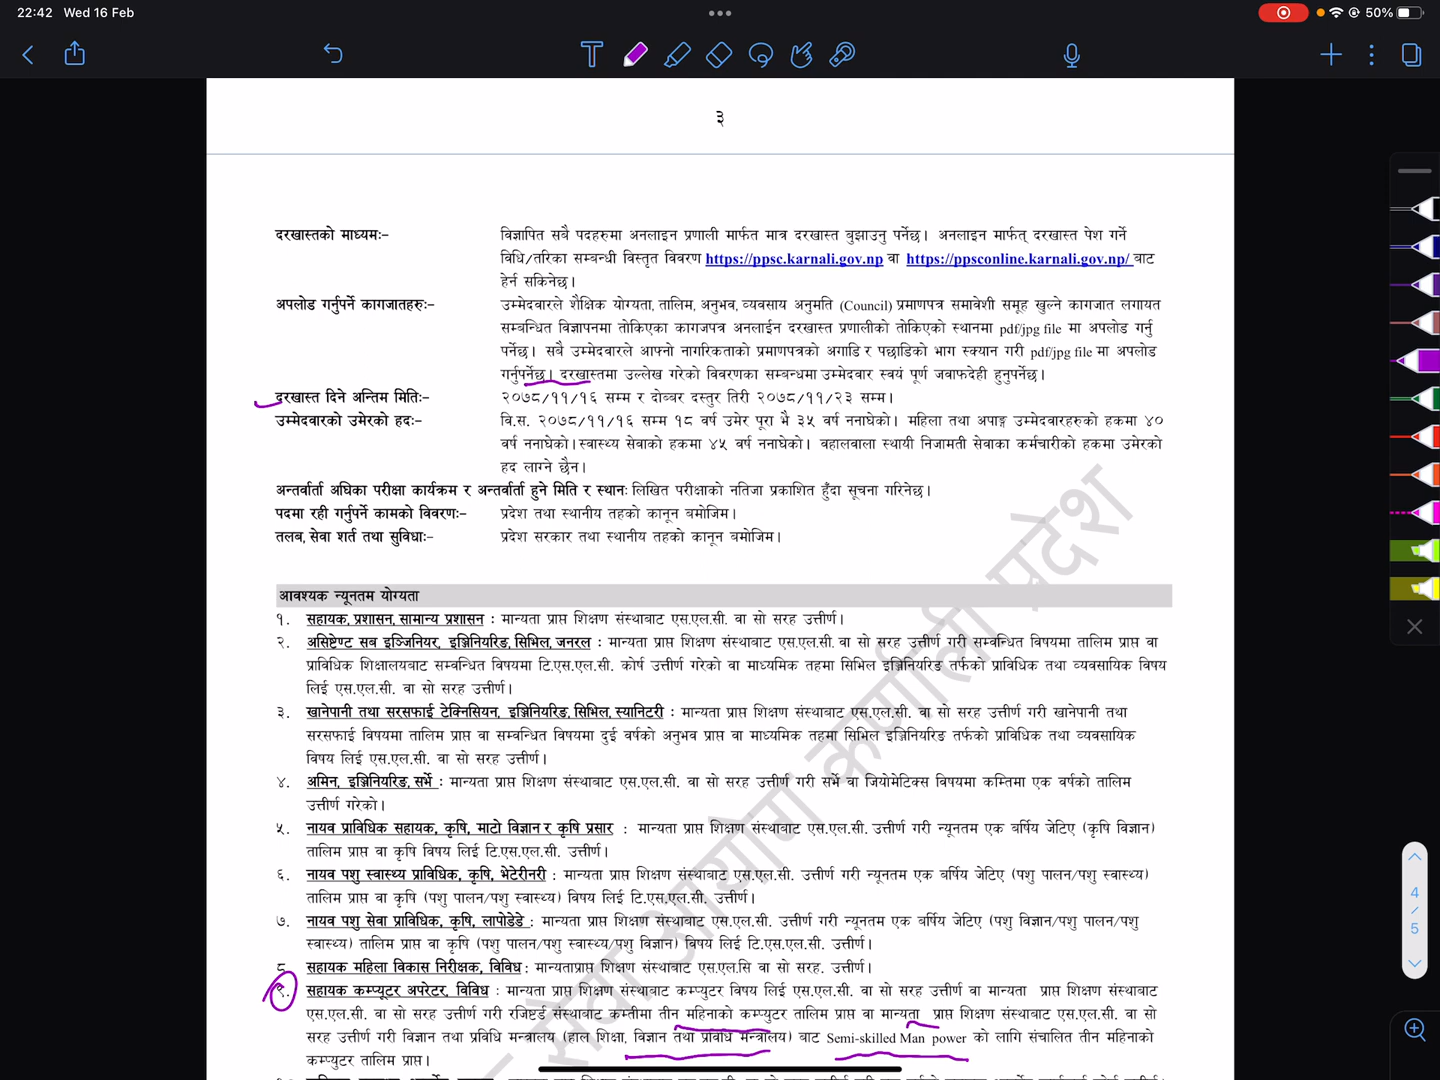 22:42 Wed 16 Feb
50%
३
दरखास्तको माध्यमः- विज्ञापित सबै पदहरुमा अनलाइन प्रणाली मार्फत मात्र दरखास्त बुझाउनु पर्नेछ। अनलाइन मार्फत् दरखास्त पेश गर्ने
विधि/तरिका सम्बन्धी विस्तृत विवरण https://ppsc.karnali.gov.np वा https://ppsconline.karnali.gov.np/ बाट
हेर्न सकिनेछ।
अपलोड गर्नुपर्ने कागजातहरुः- उम्मेदवारले शैक्षिक योग्यता, तालिम, अनुभव, व्यवसाय अनुमति (Council) प्रमाणपत्र समावेशी समूह खुल्ने कागजात लगायत
सम्बन्धित विज्ञापनमा तोकिएका कागजपत्र अनलाईन दरखास्त प्रणालीको तोकिएको स्थानमा pdf/jpg file मा अपलोड गर्नु
पर्नेछ। सबै उम्मेदवारले आफ्नो नागरिकताको प्रमाणपत्रको अगाडि र पछाडिको भाग स्क्यान गरी pdf/jpg file मा अपलोड
गर्नुपर्नेछ। दरखास्तमा उल्लेख गरेको विवरणका सम्बन्धमा उम्मेदवार स्वयं पूर्ण जवाफदेही हुनुपर्नेछ।
दरखास्त दिने अन्तिम मितिः- २०७८/११/१६ सम्म र दोब्बर दस्तुर तिरी २०७८/११/२३ सम्म।
उम्मेदवारको उमेरको हदः- वि.स. २०७८/११/१६ सम्म १८ वर्ष उमेर पूरा भै ३५ वर्ष ननाघेको। महिला तथा अपाङ्ग उम्मेदवारहरुको हकमा ४०
वर्ष ननाघेको। स्वास्थ्य सेवाको हकमा ४५ वर्ष ननाघेको। वहालवाला स्थायी निजामती सेवाका कर्मचारीको हकमा उमेरको
हद लाग्ने छैन।
अन्तर्वार्ता अघिका परीक्षा कार्यक्रम र अन्तर्वार्ता हुने मिति र स्थानः लिखित परीक्षाको नतिजा प्रकाशित हुँदा सूचना गरिनेछ।
पदमा रही गर्नुपर्ने कामको विवरणः- प्रदेश तथा स्थानीय तहको कानून बमोजिम।
तलब, सेवा शर्त तथा सुविधाः- प्रदेश सरकार तथा स्थानीय तहको कानून बमोजिम।
आवश्यक न्यूनतम योग्यता
१. सहायक, प्रशासन, सामान्य प्रशासन : मान्यता प्राप्त शिक्षण संस्थाबाट एस.एल.सी. वा सो सरह उत्तीर्ण।
२. असिष्टेण्ट सब इञ्जिनियर, इञ्जिनियरिङ, सिभिल, जनरल : मान्यता प्राप्त शिक्षण संस्थाबाट एस.एल.सी. वा सो सरह उत्तीर्ण गरी सम्वन्धित विषयमा तालिम प्राप्त वा
प्राविधिक शिक्षालयबाट सम्वन्धित विषयमा टि.एस.एल.सी. कोर्ष उत्तीर्ण गरेको वा माध्यमिक तहमा सिभिल इञ्जिनियरिङ तर्फको प्राविधिक तथा व्यवसायिक विषय
लिई एस.एल.सी. वा सो सरह उत्तीर्ण।
३. खानेपानी तथा सरसफाई टेक्निसियन, इञ्जिनियरिङ, सिभिल, स्यानिटरी : मान्यता प्राप्त शिक्षण संस्थाबाट एस.एल.सी. वा सो सरह उत्तीर्ण गरी खानेपानी तथा
सरसफाई विषयमा तालिम प्राप्त वा सम्वन्धित विषयमा दुई वर्षको अनुभव प्राप्त वा माध्यमिक तहमा सिभिल इञ्जिनियरिङ तर्फको प्राविधिक तथा व्यवसायिक
विषय लिई एस.एल.सी. वा सो सरह उत्तीर्ण।
४. अमिन, इञ्जिनियरिङ, सर्भे : मान्यता प्राप्त शिक्षण संस्थाबाट एस.एल.सी. वा सो सरह उत्तीर्ण गरी सर्भे वा जियोमेटिक्स विषयमा कम्तिमा एक वर्षको तालिम
उत्तीर्ण गरेको।
५. नायव प्राविधिक सहायक, कृषि, माटो विज्ञान र कृषि प्रसार : मान्यता प्राप्त शिक्षण संस्थाबाट एस.एल.सी. उत्तीर्ण गरी न्यूनतम एक बर्षिय जेटिए (कृषि विज्ञान)
तालिम प्राप्त वा कृषि विषय लिई टि.एस.एल.सी. उत्तीर्ण।
६. नायव पशु स्वास्थ्य प्राविधिक, कृषि, भेटेरीनरी : मान्यता प्राप्त शिक्षण संस्थाबाट एस.एल.सी. उत्तीर्ण गरी न्यूनतम एक बर्षिय जेटिए (पशु पालन/पशु स्वास्थ्य)
तालिम प्राप्त वा कृषि (पशु पालन/पशु स्वास्थ्य) विषय लिई टि.एस.एल.सी. उत्तीर्ण।
७. नायव पशु सेवा प्राविधिक, कृषि, लापोडेडे : मान्यता प्राप्त शिक्षण संस्थाबाट एस.एल.सी. उत्तीर्ण गरी न्यूनतम एक बर्षिय जेटिए (पशु विज्ञान/पशु पालन/पशु
स्वास्थ्य) तालिम प्राप्त वा कृषि (पशु पालन/पशु स्वास्थ्य/पशु विज्ञान) विषय लिई टि.एस.एल.सी. उत्तीर्ण।
८ सहायक महिला विकास निरीक्षक, विविध : मान्यताप्राप्त शिक्षण संस्थाबाट एस.एल.सि वा सो सरह. उत्तीर्ण।
९. सहायक कम्प्यूटर अपरेटर, विविध : मान्यता प्राप्त शिक्षण संस्थाबाट कम्प्युटर विषय लिई एस.एल.सी. वा सो सरह उत्तीर्ण वा मान्यता प्राप्त शिक्षण संस्थाबाट
एस.एल.सी. वा सो सरह उत्तीर्ण गरी रजिष्टर्ड संस्थाबाट कम्तीमा तीन महिनाको कम्प्युटर तालिम प्राप्त वा मान्यता प्राप्त शिक्षण संस्थाबाट एस.एल.सी. वा सो
सरह उत्तीर्ण गरी विज्ञान तथा प्रविधि मन्त्रालय (हाल शिक्षा, विज्ञान तथा प्रविधि मन्त्रालय) बाट Semi-skilled Man power को लागि संचालित तीन महिनाको
कम्प्युटर तालिम प्राप्त।
सेवा आयोग कर्णाली प्रदेश
4
/
5